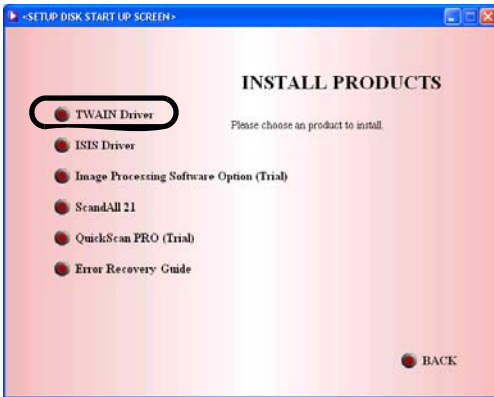 <SETUP DISK START UP SCREEN>
INSTALL PRODUCTS
Please choose an product to install.
TWAIN Driver
ISIS Driver
Image Processing Software Option (Trial)
ScandAll 21
QuickScan PRO (Trial)
Error Recovery Guide
BACK